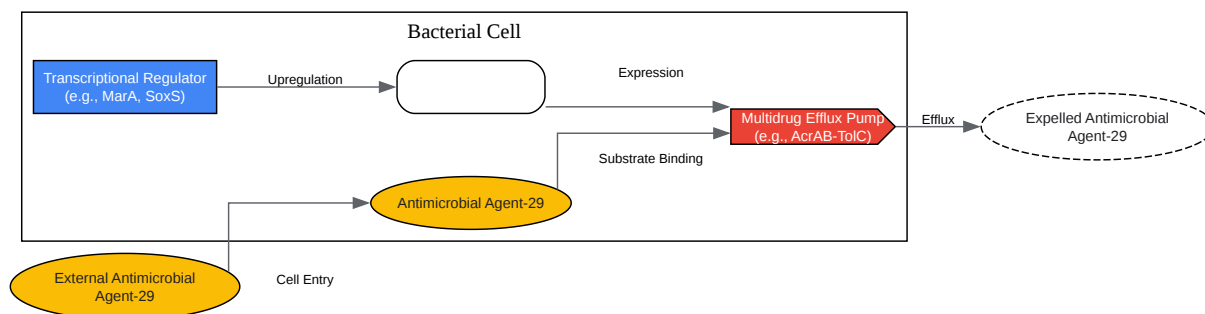 Bacterial Cell
Transcriptional Regulator
(e.g., MarA, SoxS)
Upregulation
Expression
Multidrug Efflux Pump
(e.g., AcrAB-TolC)
Efflux
Expelled Antimicrobial
Agent-29
Substrate Binding
Antimicrobial Agent-29
External Antimicrobial
Agent-29
Cell Entry